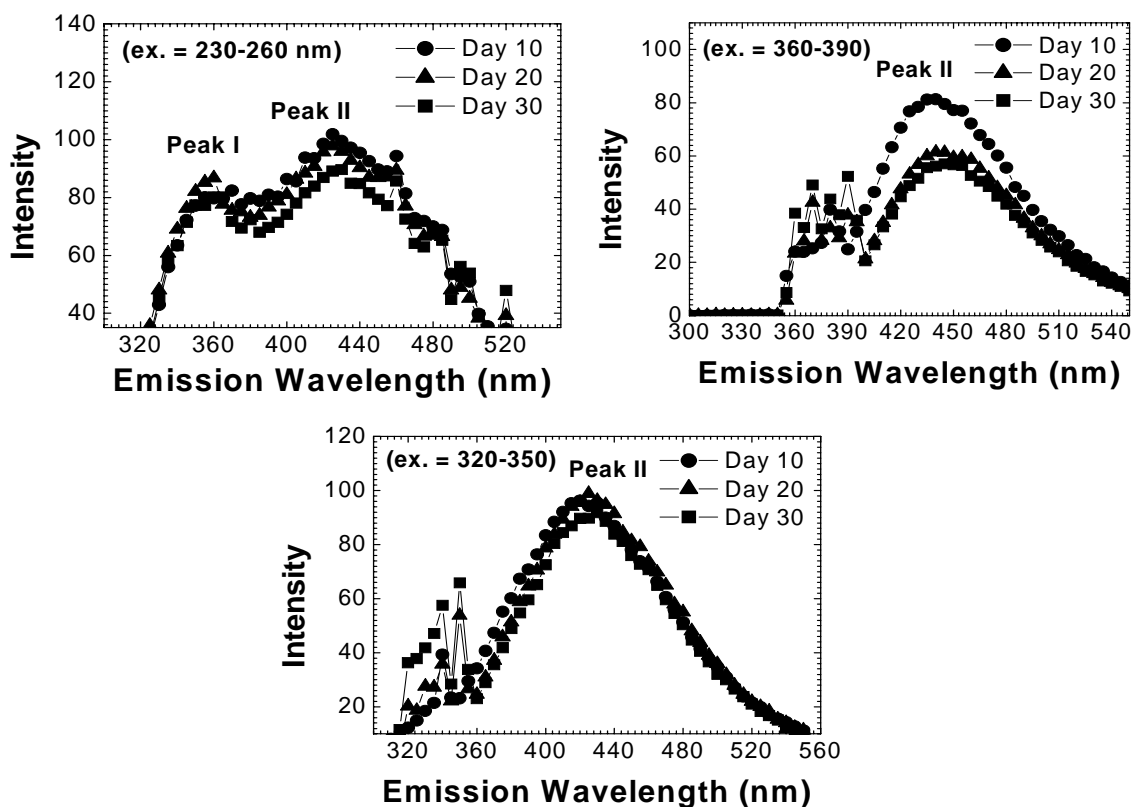 (ex. = 230-260 nm)
Day 10
Day 20
Day 30
Peak I
Peak II
Intensity
140
120
100
80
60
40
320 360 400 440 480 520
Emission Wavelength (nm)
(ex. = 360-390)
Day 10
Day 20
Day 30
Peak II
Intensity
100
80
60
40
20
0
300 330 360 390 420 450 480 510 540
Emission Wavelength (nm)
(ex. = 320-350)
Day 10
Day 20
Day 30
Peak II
Intensity
120
100
80
60
40
20
320 360 400 440 480 520 560
Emission Wavelength (nm)